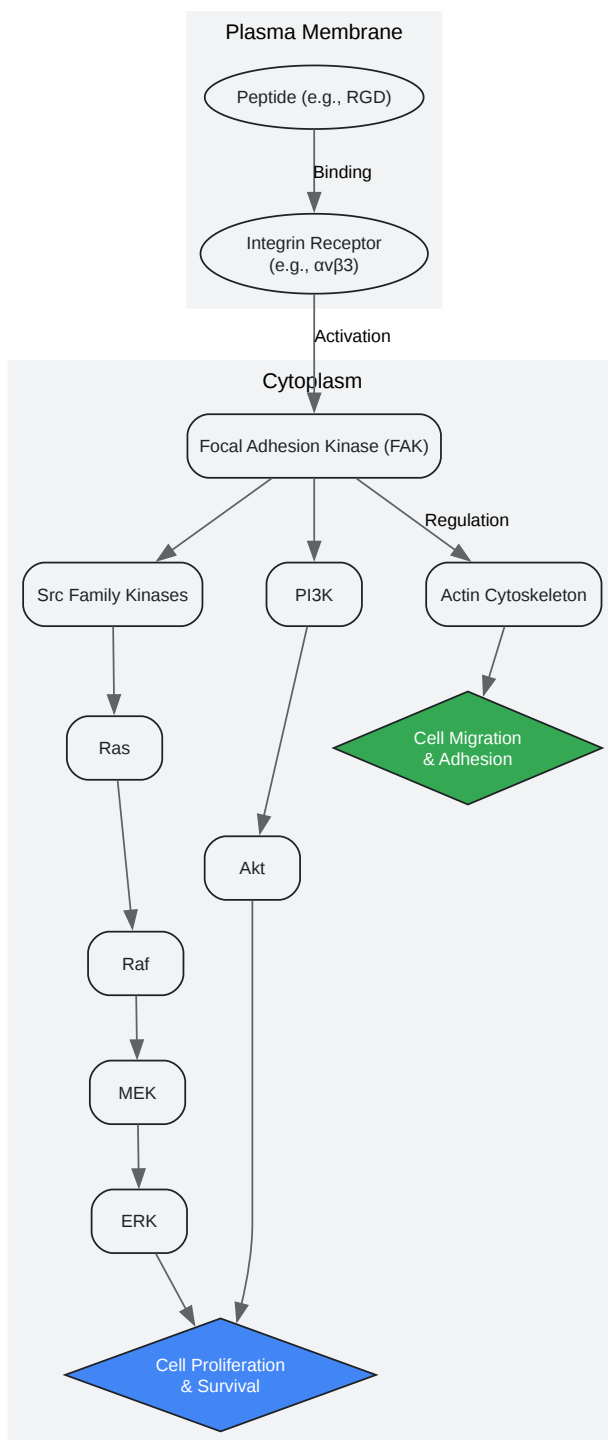 Plasma Membrane
Peptide (e.g., RGD)
Binding
Integrin Receptor
(e.g., αvβ3)
Activation
Cytoplasm
Focal Adhesion Kinase (FAK)
Regulation
Src Family Kinases
PI3K
Actin Cytoskeleton
Ras
Cell Migration
& Adhesion
Akt
Raf
MEK
ERK
Cell Proliferation
& Survival